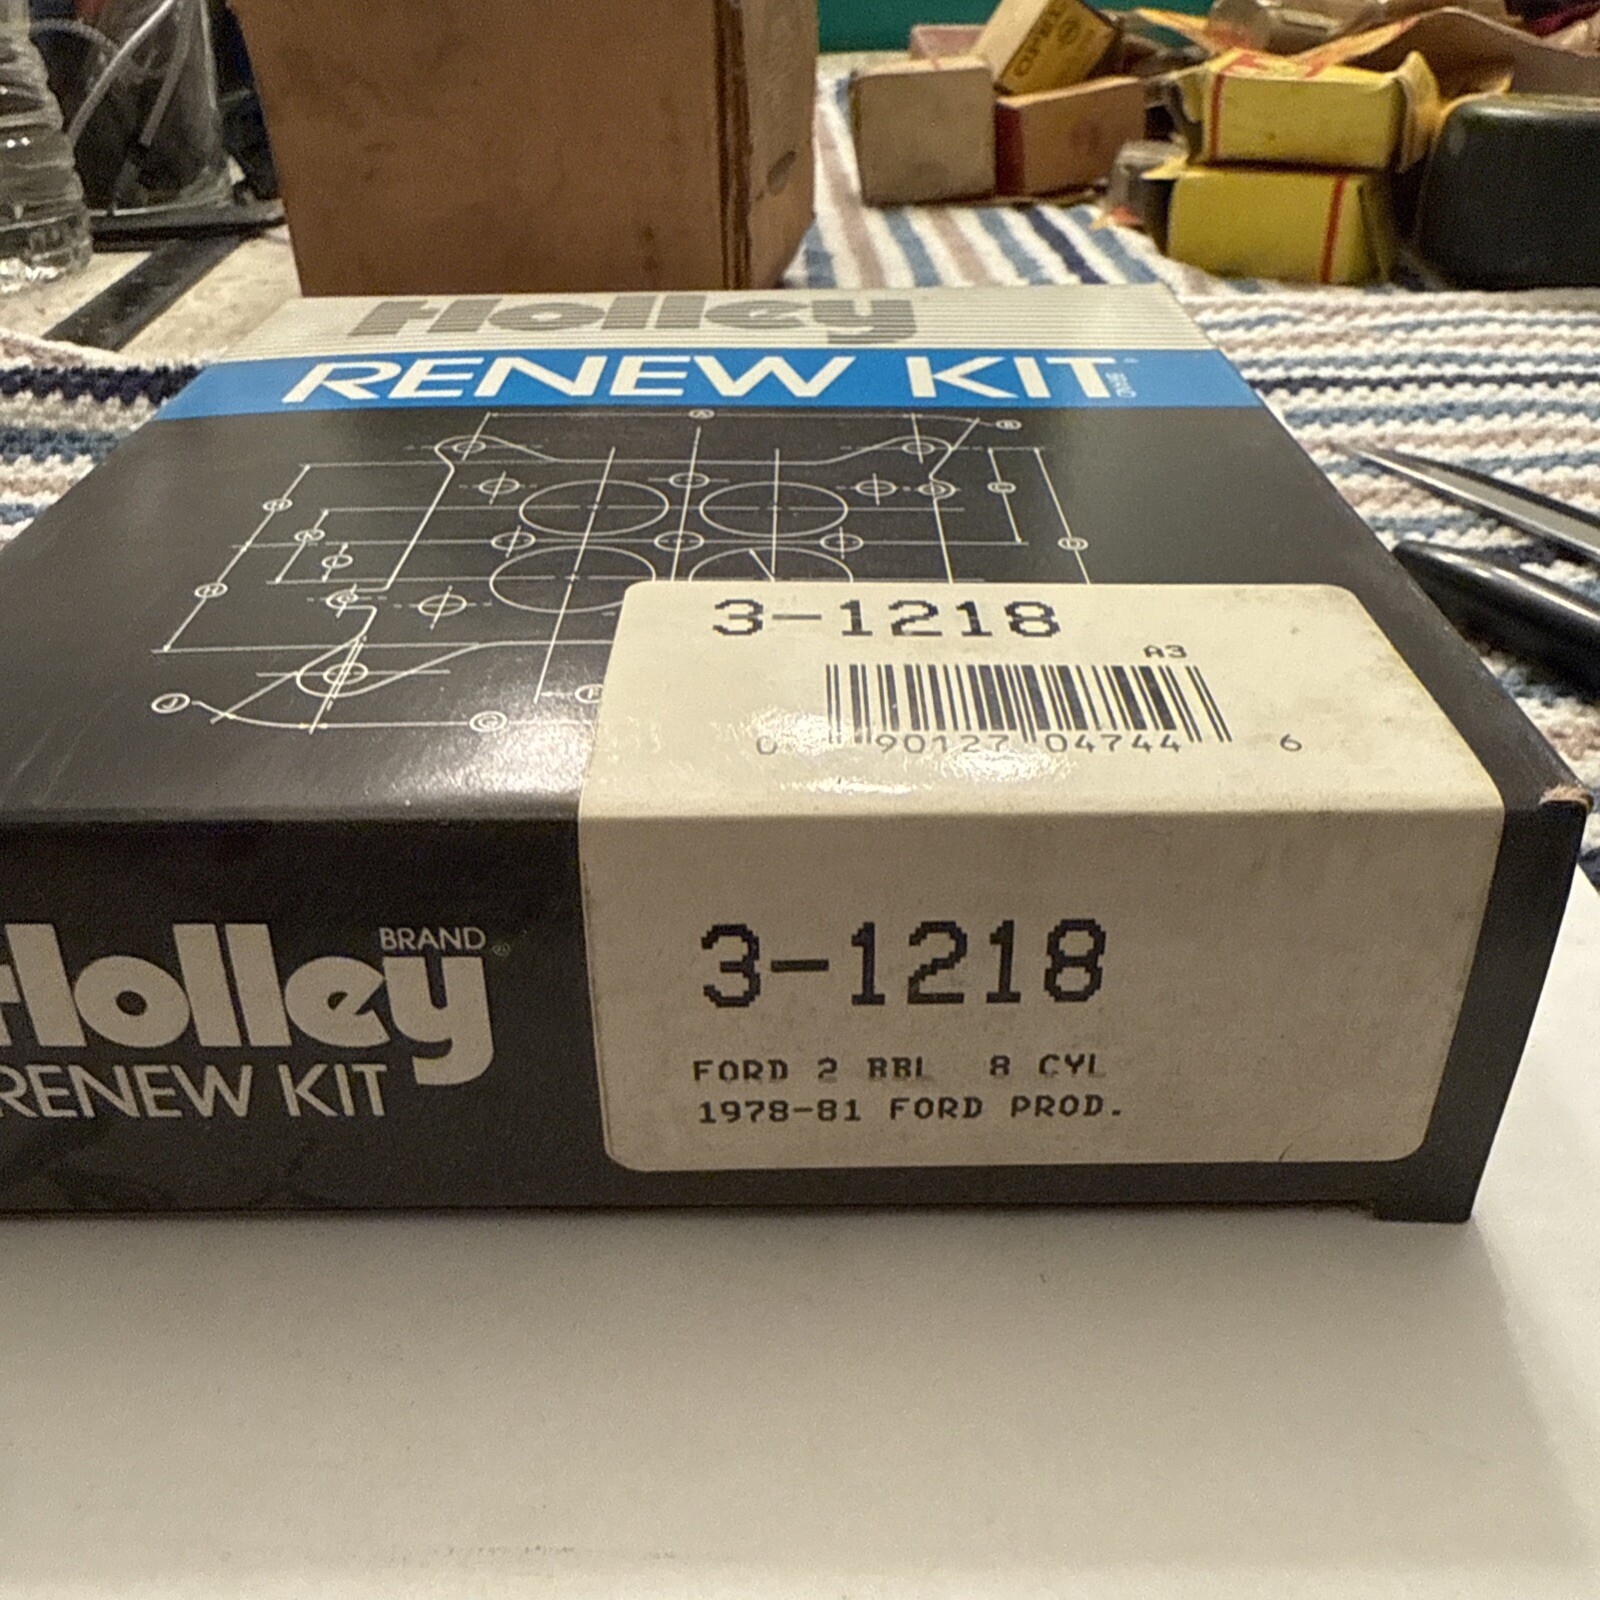 Holley
RENEW KIT
BRAND
3-1218
A3
0 90127 04744 6
Holley
BRAND
RENEW KIT
3-1218
FORD 2 BBL 8 CYL
1978-81 FORD PROD.